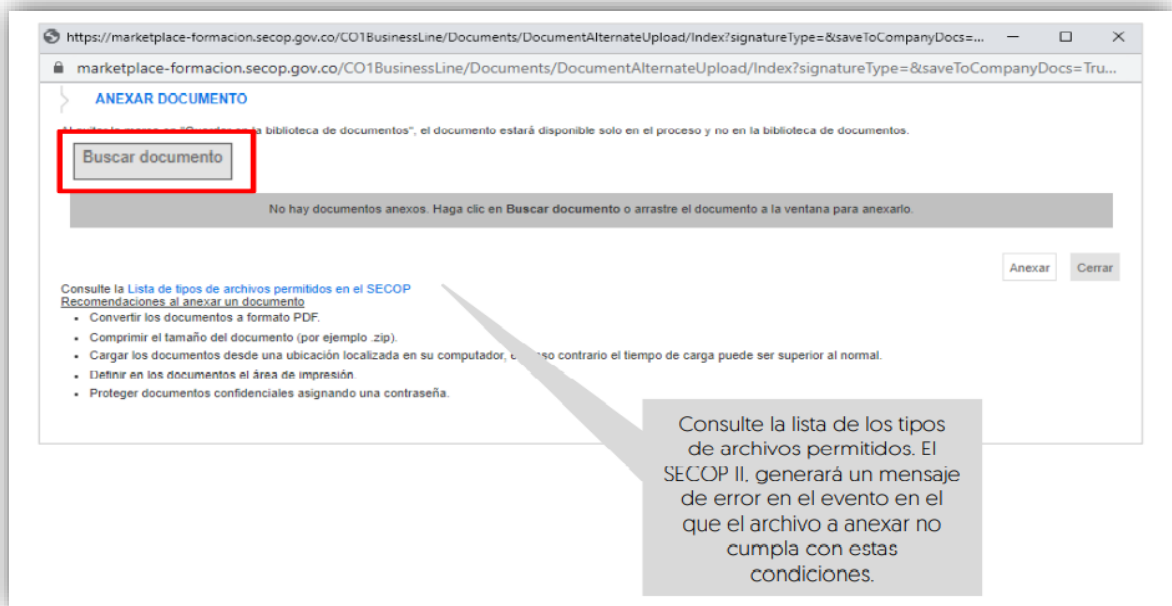 https://marketplace-formacion.secop.gov.co/CO1BusinessLine/Documents/DocumentAlternateUpload/Index?signatureType=&saveToCompanyDocs=...
marketplace-formacion.secop.gov.co/CO1BusinessLine/Documents/DocumentAlternateUpload/Index?signatureType=&saveToCompanyDocs=Tru...
ANEXAR DOCUMENTO
la biblioteca de documentos", el documento estará disponible solo en el proceso y no en la biblioteca de documentos.
Buscar documento
No hay documentos anexos. Haga clic en Buscar documento o arrastre el documento a la ventana para anexarlo.
Anexar Cerrar
Consulte la Lista de tipos de archivos permitidos en el SECOP
Recomendaciones al anexar un documento
• Convertir los documentos a formato PDF.
• Comprimir el tamaño del documento (por ejemplo .zip).
• Cargar los documentos desde una ubicación localizada en su computador, contrario el tiempo de carga puede ser superior al normal.
• Definir en los documentos el área de impresión.
• Proteger documentos confidenciales asignando una contraseña.
Consulte la lista de los tipos
de archivos permitidos. El
SECOP II, generará un mensaje
de error en el evento en el
que el archivo a anexar no
cumpla con estas
condiciones.